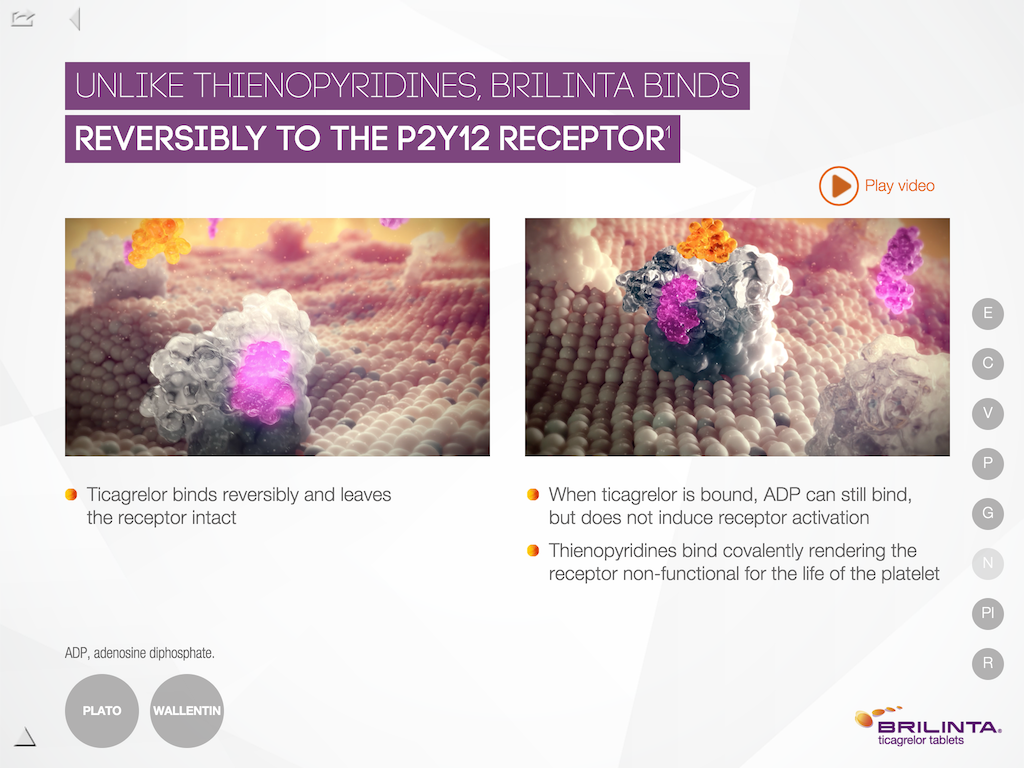 UNLIKE THIENOPYRIDINES, BRILINTA BINDS
REVERSIBLY TO THE P2Y12 RECEPTOR¹
Play video
Ticagrelor binds reversibly and leaves
the receptor intact
When ticagrelor is bound, ADP can still bind,
but does not induce receptor activation
Thienopyridines bind covalently rendering the
receptor non-functional for the life of the platelet
E
C
V
P
G
N
PI
R
ADP, adenosine diphosphate.
PLATO
WALLENTIN
BRILINTA®
ticagrelor tablets